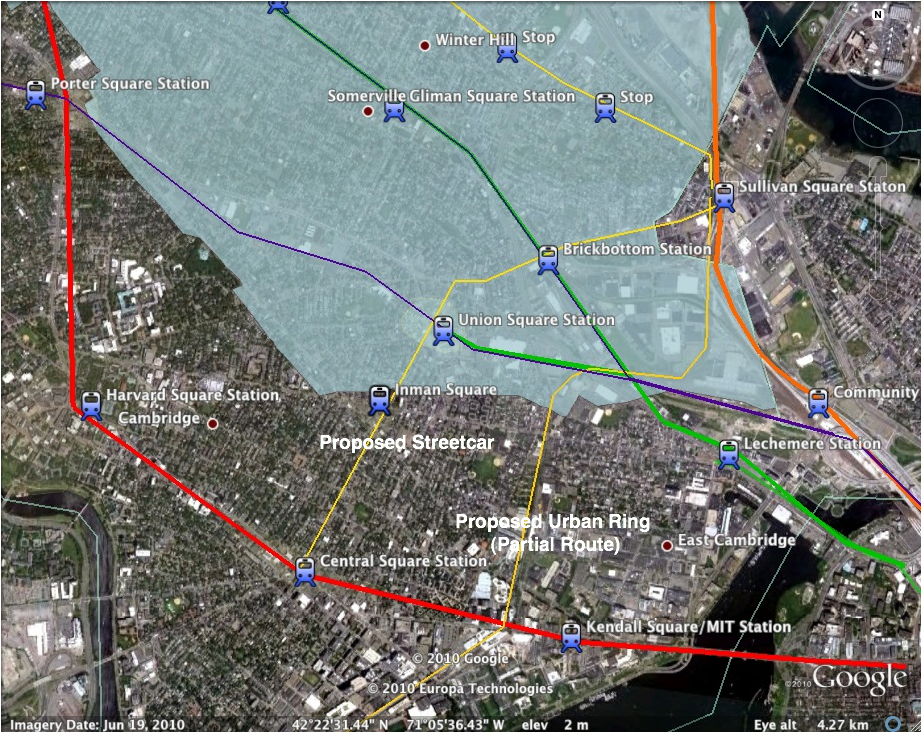 N
Winter Hill
Stop
Porter Square Station
Somerville
Gliman Square Station
Stop
Sullivan Square Staton
Brickbottom Station
Union Square Station
Inman Square
Harvard Square Station
Cambridge
Community
Proposed Streetcar
Lechemere Station
Proposed Urban Ring
(Partial Route)
East Cambridge
Central Square Station
Kendall Square/MIT Station
© 2010 Google
© 2010 Europa Technologies
©2010 Google
Imagery Date: Jun 19, 2010 42°22'31.44" N 71°05'36.43" W elev 2 m Eye alt 4.27 km